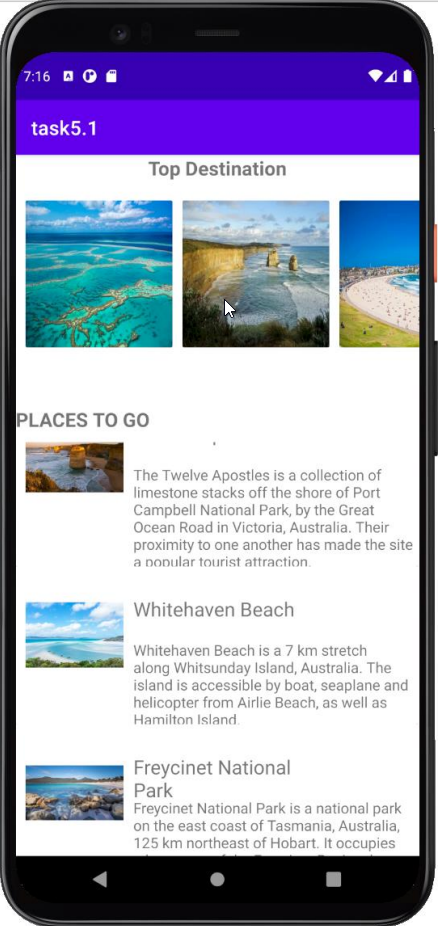 7:16
task5.1
Top Destination
PLACES TO GO
The Twelve Apostles is a collection of
limestone stacks off the shore of Port
Campbell National Park, by the Great
Ocean Road in Victoria, Australia. Their
proximity to one another has made the site
a popular tourist attraction.
Whitehaven Beach
Whitehaven Beach is a 7 km stretch
along Whitsunday Island, Australia. The
island is accessible by boat, seaplane and
helicopter from Airlie Beach, as well as
Hamilton Island.
Freycinet National
Park
Freycinet National Park is a national park
on the east coast of Tasmania, Australia,
125 km northeast of Hobart. It occupies